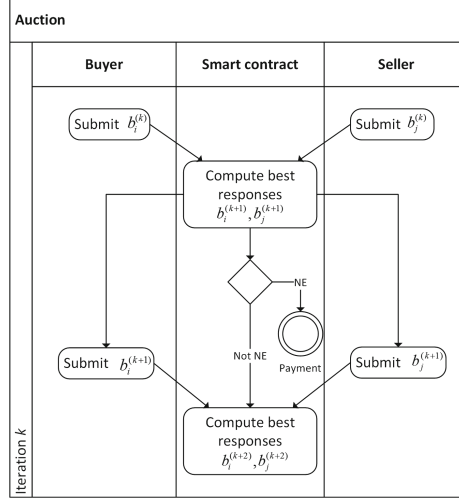 Auction
Buyer
Smart contract
Seller
Submit b_i^{(k)}
Submit b_j^{(k)}
Compute best
responses
b_i^{(k+1)}, b_j^{(k+1)}
NE
Not NE
Payment
Submit b_i^{(k+1)}
Submit b_j^{(k+1)}
Compute best
responses
b_i^{(k+2)}, b_j^{(k+2)}
Iteration k